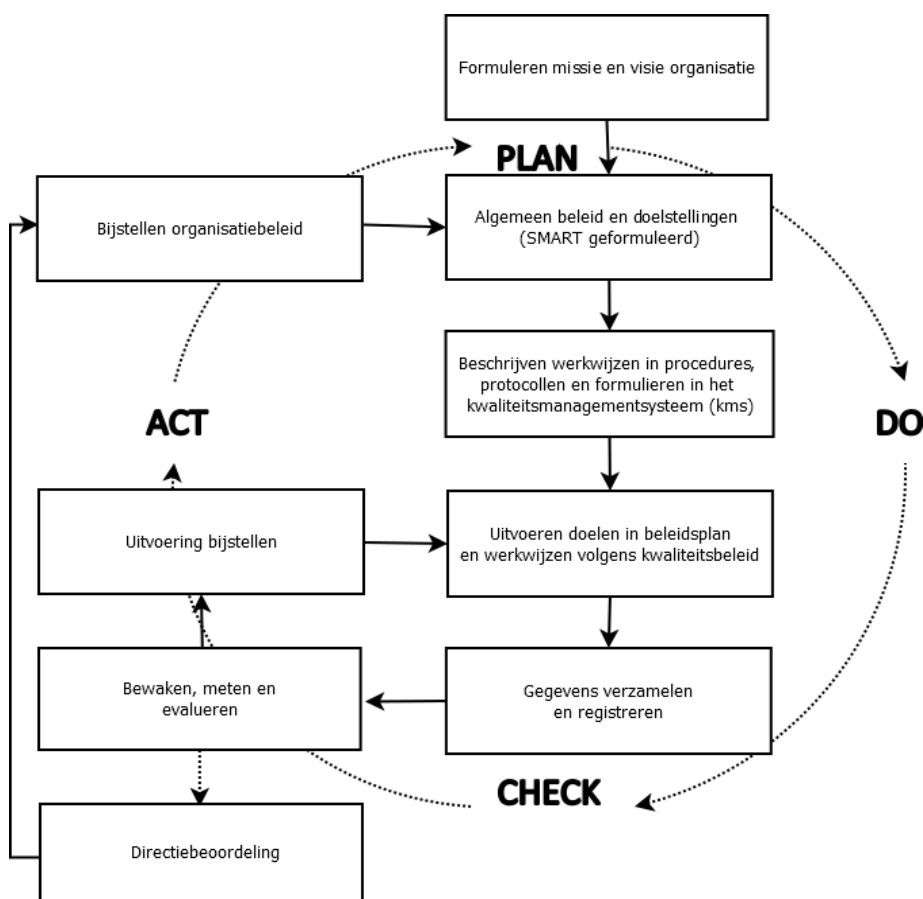 Formuleren missie en visie organisatie
PLAN
Bijstellen organisatiebeleid
Algemeen beleid en doelstellingen
(SMART geformuleerd)
Beschrijven werkwijzen in procedures,
protocollen en formulieren in het
kwaliteitsmanagementsysteem (kms)
ACT
DO
Uitvoering bijstellen
Uitvoeren doelen in beleidsplan
en werkwijzen volgens kwaliteitsbeleid
Bewaken, meten en
evalueren
Gegevens verzamelen
en registreren
CHECK
Directiebeoordeling